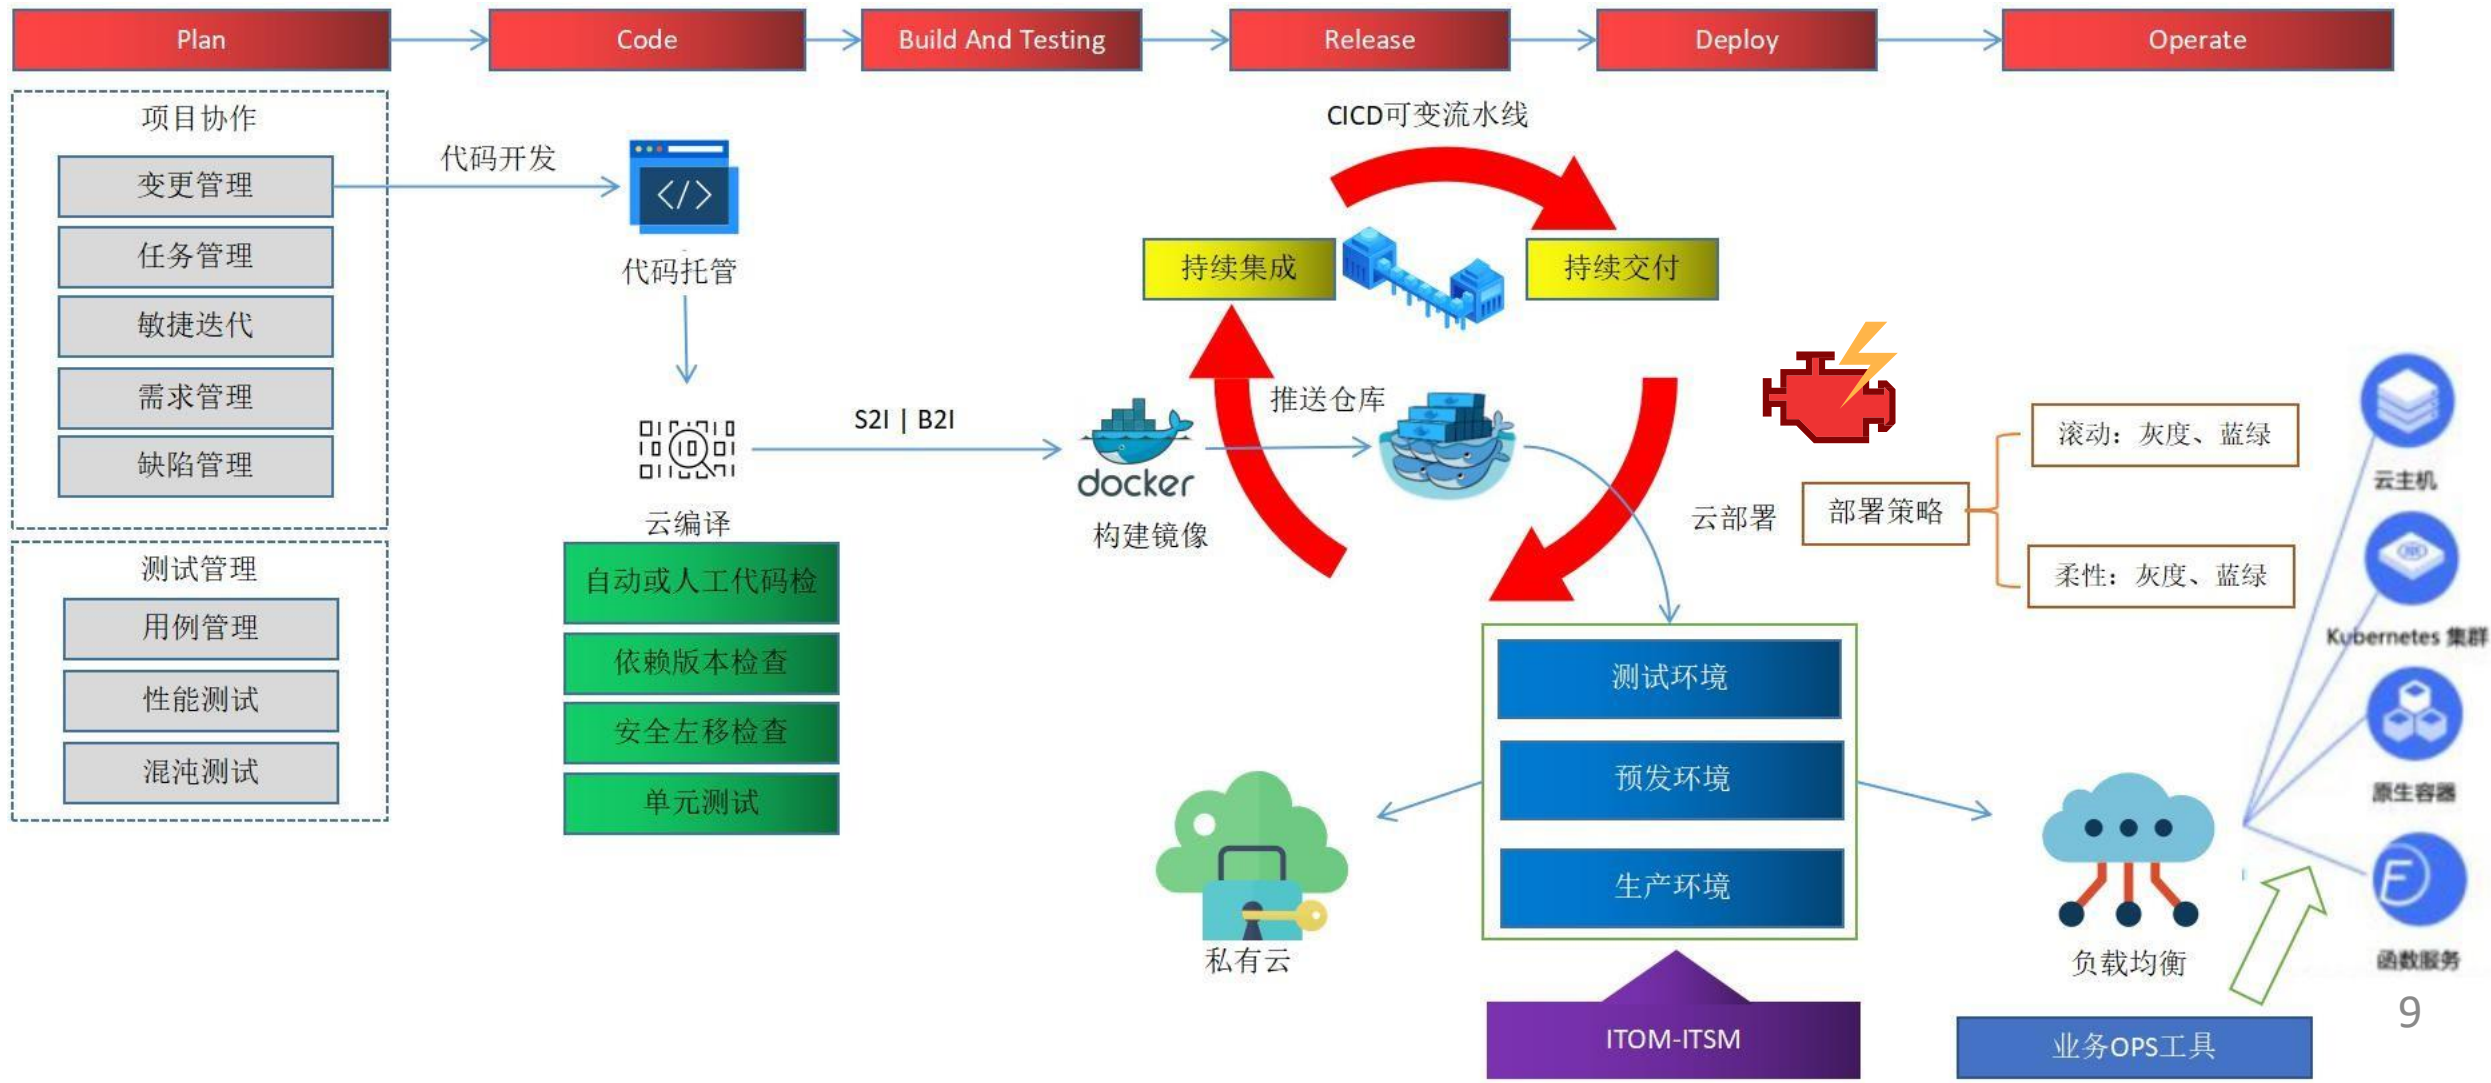 Plan
Code
Build And Testing
Release
Deploy
Operate
项目协作
变更管理
任务管理
敏捷迭代
需求管理
缺陷管理
测试管理
用例管理
性能测试
混沌测试
代码开发
代码托管
云编译
自动或人工代码检
依赖版本检查
安全左移检查
单元测试
S2I | B2I
docker
构建镜像
推送仓库
CICD可变流水线
持续集成
持续交付
云部署
部署策略
滚动：灰度、蓝绿
柔性：灰度、蓝绿
测试环境
预发环境
生产环境
私有云
ITOM-ITSM
负载均衡
云主机
Kubernetes 集群
原生容器
函数服务
业务OPS工具
9